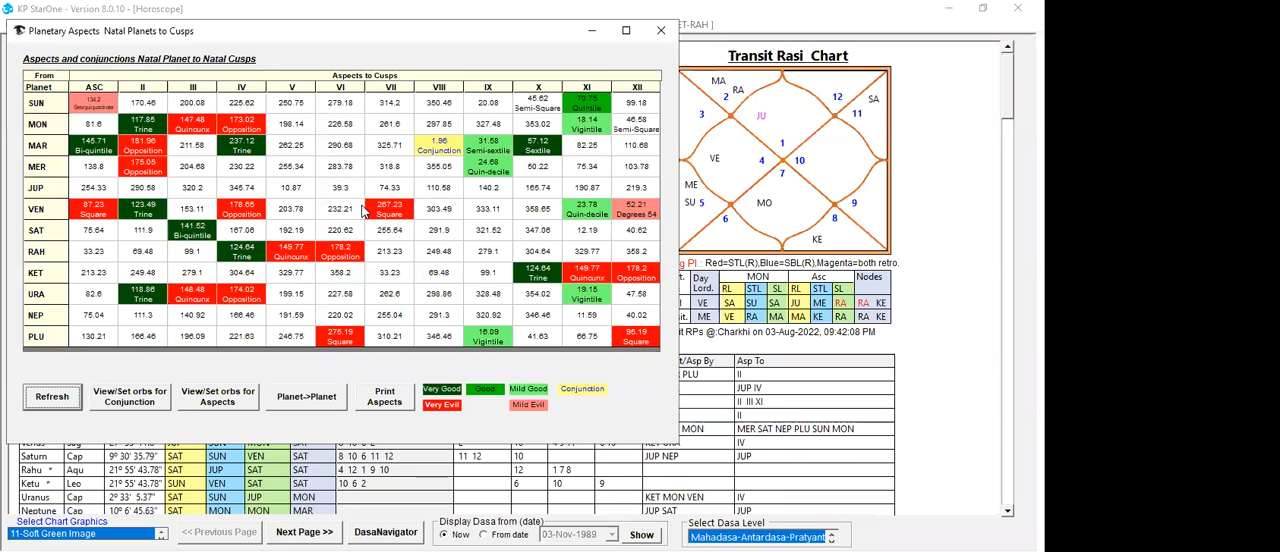 KP StarOne - Version 8.0.10 - [Horoscope]
Planetary Aspects Natal Planets to Cusps
ET-RAH ]
Aspects and conjunctions Natal Planet to Natal Cusps
From Planet Aspects to Cusps
ASC II III IV V VI VII VIII IX X XI XII
SUN 134.2 Sesquiquadrate 170.46 200.08 225.62 250.75 279.18 314.2 350.46 20.08 45.62 Semi-Square 70.75 Quintile 99.18
MON 81.6 117.85 Trine 147.48 Quincunx 173.02 Opposition 198.14 226.58 261.6 297.85 327.48 353.02 18.14 Vigintile 46.58 Semi-Square
MAR 145.71 Bi-quintile 181.96 Opposition 211.58 237.12 Trine 262.25 290.68 325.71 1.96 Conjunction 31.58 Semi-sextile 57.12 Sextile 82.25 110.68
MER 138.8 175.05 Opposition 204.68 230.22 255.34 283.78 318.8 355.05 24.68 Quin-decile 50.22 75.34 103.78
JUP 254.33 290.58 320.2 345.74 10.87 39.3 74.33 110.58 140.2 165.74 190.87 219.3
VEN 87.23 Square 123.49 Trine 153.11 178.65 Opposition 203.78 232.21 267.23 Square 303.49 333.11 358.65 23.78 Quin-decile 52.21 Degrees 54
SAT 75.64 111.9 141.52 Bi-quintile 167.06 192.19 220.62 255.64 291.9 321.52 347.06 12.19 40.62
RAH 33.23 69.48 99.1 124.64 Trine 149.77 Quincunx 178.2 Opposition 213.23 249.48 279.1 304.64 329.77 358.2
KET 213.23 249.48 279.1 304.64 329.77 358.2 33.23 69.48 99.1 124.64 Trine 149.77 Quincunx 178.2 Opposition
URA 82.6 118.86 Trine 148.48 Quincunx 174.02 Opposition 199.15 227.58 262.6 298.86 328.48 354.02 19.15 Vigintile 47.58
NEP 75.04 111.3 140.92 166.46 191.59 220.02 255.04 291.3 320.92 346.46 11.59 40.02
PLU 130.21 166.46 196.09 221.63 246.75 275.19 Square 310.21 346.46 16.09 Vigintile 41.63 66.75 95.19 Square
Refresh
View/Set orbs for Conjunction
View/Set orbs for Aspects
Planet->Planet
Print Aspects
Very Good Good Mild Good Conjunction
Very Evil Mild Evil
Transit Rasi Chart
MA
RA
2
12
SA
3
JU
11
1
VE
4
10
7
ME
SU
5
MO
9
6
8
KE
g Pl.: Red=STL(R),Blue=SBL(R),Magenta=both retro.
t. Day Lord. MON Asc Nodes
RL STL SL RL STL SL
VE SA SU SA JU ME RA RA KE
it. ME VE RA MA KE RA RA KE
it RPs @:Charkhi on 03-Aug-2022, 09:42:08 PM
t/Asp By Asp To
PLU II
JUP IV
II III XI
II
MON MER SAT NEP PLU SUN MON
IV
Saturn Cap 9° 30' 35.79" SAT SUN VEN SAT 8 10 6 11 12 11 12 10 JUP NEP JUP
Rahu * Aqu 21° 55' 43.78" SAT JUP SAT SAT 4 12 1 9 10 12 1 7 8
Ketu * Leo 21° 55' 43.78" SUN VEN SAT SAT 10 6 2 6 10 9
Uranus Cap 2° 33' 5.37" SAT SUN JUP MON KET MON VEN IV
Neptune Cap 10° 6' 45.63" SAT MON MON MAR JUP SAT JUP
Select Chart Graphics
11-Soft Green Image
<< Previous Page
Next Page >>
DasaNavigator
Display Dasa from (date)
Now From date 03-Nov-1989 Show
Select Dasa Level
Mahadasa-Antardasa-Pratyant